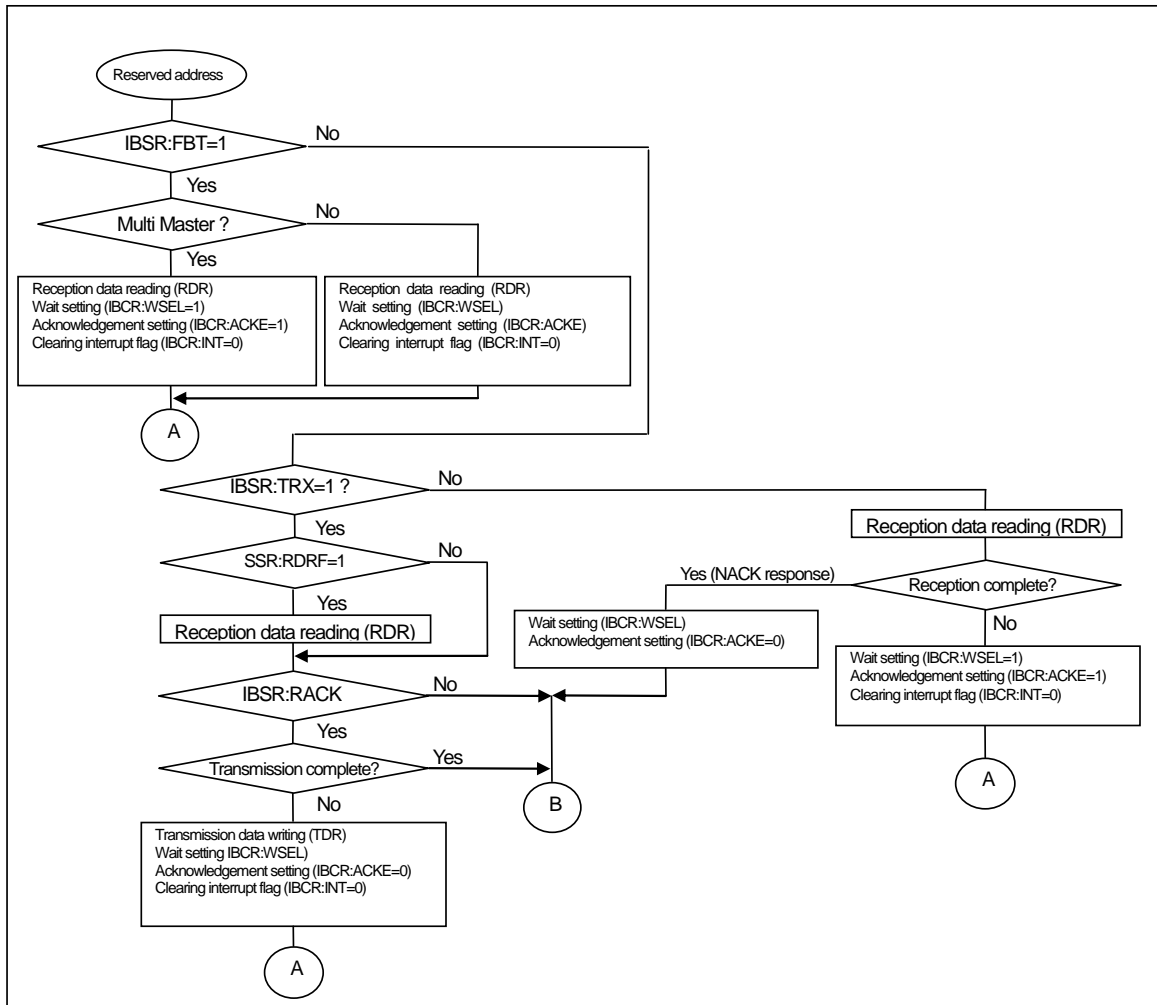 Reserved address
IBSR:FBT=1
No
Yes
Multi Master ?
No
Yes
Reception data reading (RDR)
Wait setting (IBCR:WSEL=1)
Acknowledgement setting (IBCR:ACKE=1)
Clearing interrupt flag (IBCR:INT=0)
Reception data reading (RDR)
Wait setting (IBCR:WSEL)
Acknowledgement setting (IBCR:ACKE)
Clearing interrupt flag (IBCR:INT=0)
A
IBSR:TRX=1 ?
No
Yes
Reception data reading (RDR)
SSR:RDRF=1
No
Yes (NACK response)
Reception complete?
Yes
Reception data reading (RDR)
Wait setting (IBCR:WSEL)
Acknowledgement setting (IBCR:ACKE=0)
No
Wait setting (IBCR:WSEL=1)
Acknowledgement setting (IBCR:ACKE=1)
Clearing interrupt flag (IBCR:INT=0)
IBSR:RACK
No
Yes
Transmission complete?
Yes
A
B
No
Transmission data writing (TDR)
Wait setting IBCR:WSEL)
Acknowledgement setting (IBCR:ACKE=0)
Clearing interrupt flag (IBCR:INT=0)
A